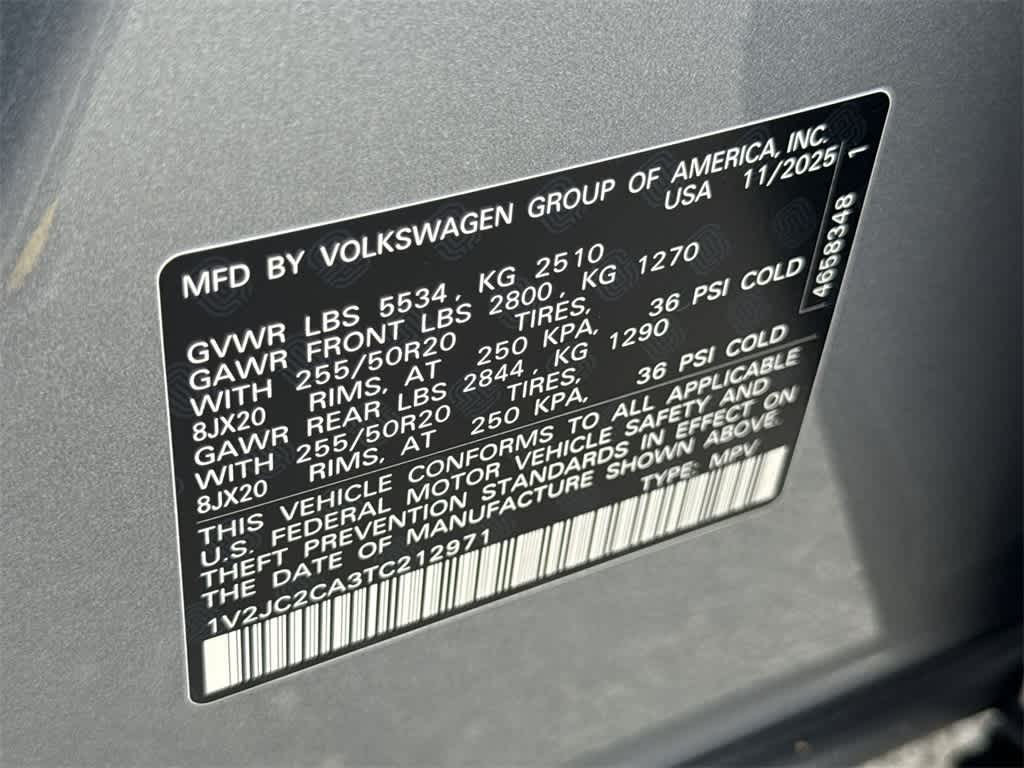 MFD BY VOLKSWAGEN GROUP OF AMERICA, INC.
USA 11/2025
GVWR LBS 5534, KG 2510
GAWR FRONT LBS 2800, KG 1270
WITH 255/50R20 TIRES,
8JX20 RIMS, AT 250 KPA, 36 PSI COLD
GAWR REAR LBS 2844, KG 1290
WITH 255/50R20 TIRES,
8JX20 RIMS, AT 250 KPA, 36 PSI COLD
THIS VEHICLE CONFORMS TO ALL APPLICABLE
U.S. FEDERAL MOTOR VEHICLE SAFETY AND
THEFT PREVENTION STANDARDS IN EFFECT ON
THE DATE OF MANUFACTURE SHOWN ABOVE.
1V2JC2CA3TC212971 TYPE: MPV
4658348 1